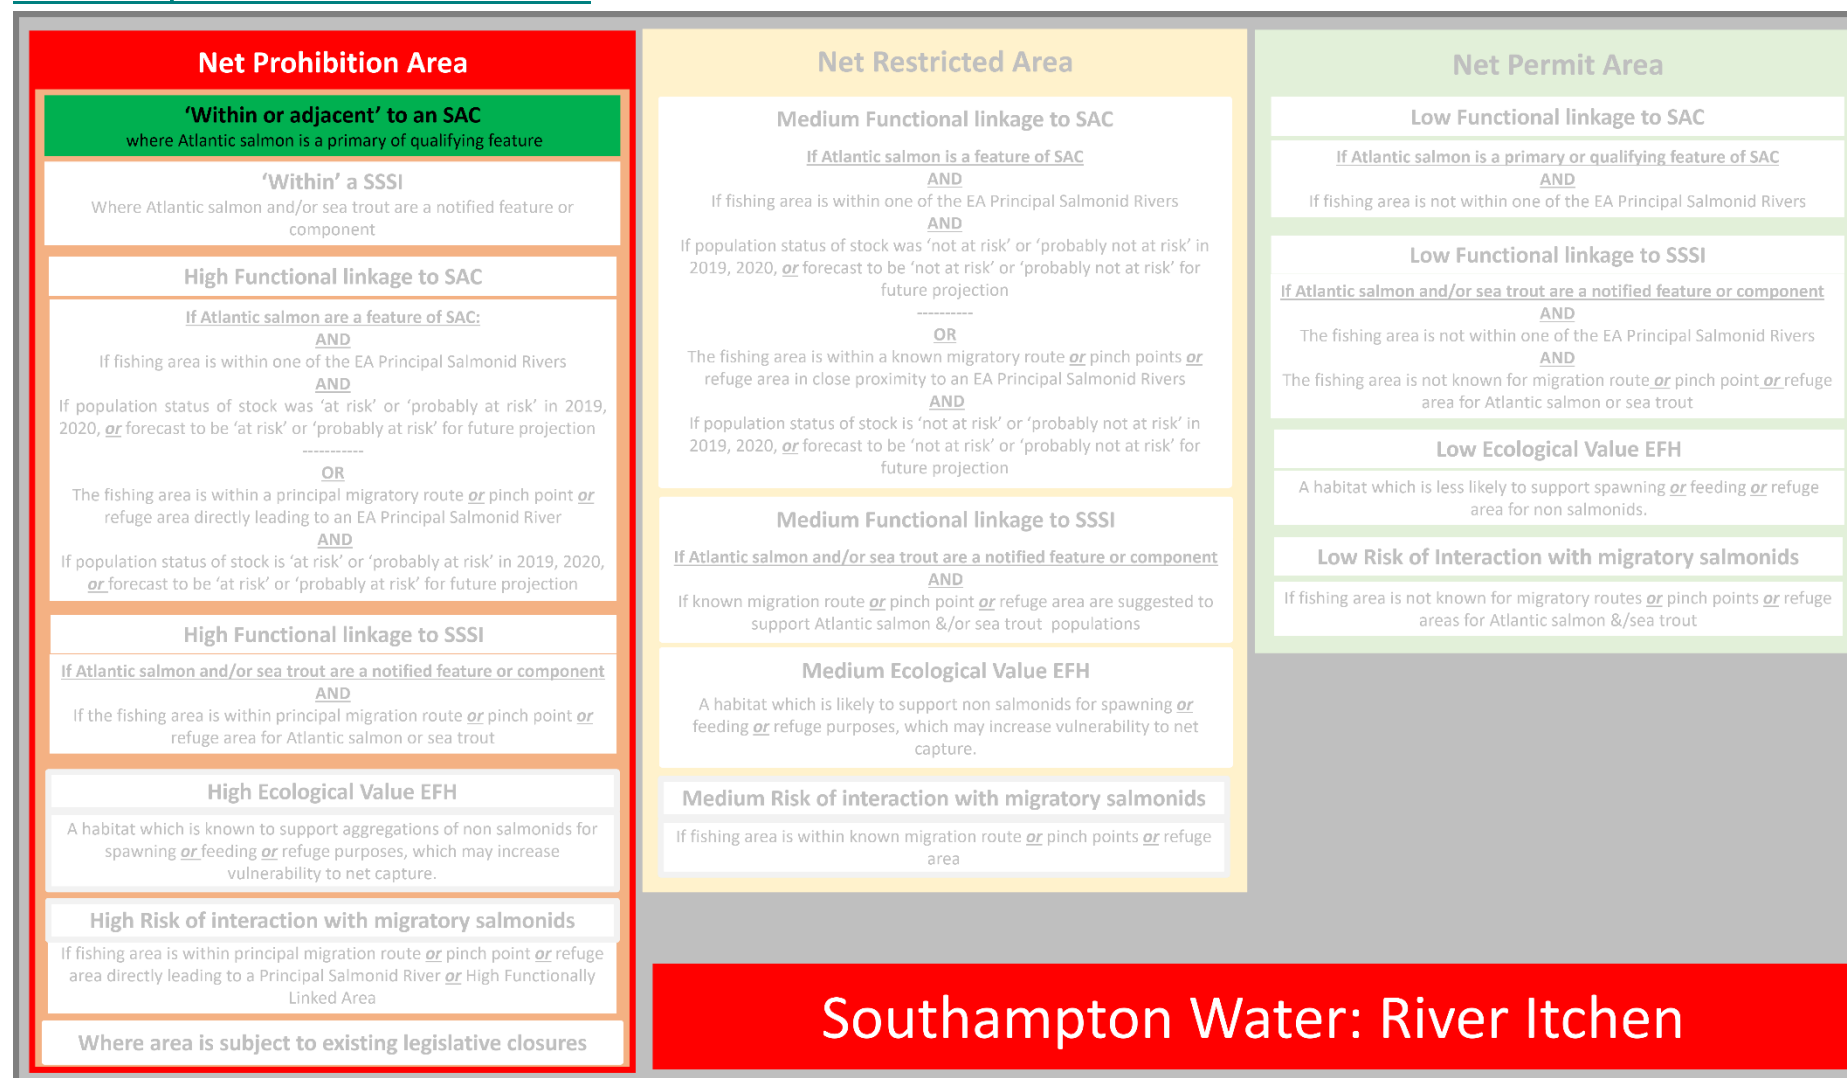 Net Prohibition Area
'Within or adjacent' to an SAC
where Atlantic salmon is a primary of qualifying feature
'Within' a SSSI
Where Atlantic salmon and/or sea trout are a notified feature or
component
High Functional linkage to SAC
If Atlantic salmon are a feature of SAC:
AND
If fishing area is within one of the EA Principal Salmonid Rivers
AND
If population status of stock was 'at risk' or 'probably at risk' in 2019,
2020, or forecast to be 'at risk' or 'probably at risk' for future projection
-----------
OR
The fishing area is within a principal migratory route or pinch point or
refuge area directly leading to an EA Principal Salmonid River
AND
If population status of stock is 'at risk' or 'probably at risk' in 2019, 2020,
or forecast to be 'at risk' or 'probably at risk' for future projection
High Functional linkage to SSSI
If Atlantic salmon and/or sea trout are a notified feature or component
AND
If the fishing area is within principal migration route or pinch point or
refuge area for Atlantic salmon or sea trout
High Ecological Value EFH
A habitat which is known to support aggregations of non salmonids for
spawning or feeding or refuge purposes, which may increase
vulnerability to net capture.
High Risk of interaction with migratory salmonids
If fishing area is within principal migration route or pinch point or refuge
area directly leading to a Principal Salmonid River or High Functionally
Linked Area
Where area is subject to existing legislative closures
Net Restricted Area
Medium Functional linkage to SAC
If Atlantic salmon is a feature of SAC
AND
If fishing area is within one of the EA Principal Salmonid Rivers
AND
If population status of stock was 'not at risk' or 'probably not at risk' in
2019, 2020, or forecast to be 'not at risk' or 'probably not at risk' for
future projection
----------
OR
The fishing area is within a known migratory route or pinch points or
refuge area in close proximity to an EA Principal Salmonid Rivers
AND
If population status of stock is 'not at risk' or 'probably not at risk' in
2019, 2020, or forecast to be 'not at risk' or 'probably not at risk' for
future projection
Medium Functional linkage to SSSI
If Atlantic salmon and/or sea trout are a notified feature or component
AND
If known migration route or pinch point or refuge area are suggested to
support Atlantic salmon &/or sea trout populations
Medium Ecological Value EFH
A habitat which is likely to support non salmonids for spawning or
feeding or refuge purposes, which may increase vulnerability to net
capture.
Medium Risk of interaction with migratory salmonids
If fishing area is within known migration route or pinch points or refuge
area
Net Permit Area
Low Functional linkage to SAC
If Atlantic salmon is a primary or qualifying feature of SAC
AND
If fishing area is not within one of the EA Principal Salmonid Rivers
Low Functional linkage to SSSI
If Atlantic salmon and/or sea trout are a notified feature or component
AND
The fishing area is not within one of the EA Principal Salmonid Rivers
AND
The fishing area is not known for migration route or pinch point or refuge
area for Atlantic salmon or sea trout
Low Ecological Value EFH
A habitat which is less likely to support spawning or feeding or refuge
area for non salmonids.
Low Risk of Interaction with migratory salmonids
If fishing area is not known for migratory routes or pinch points or refuge
areas for Atlantic salmon &/sea trout
Southampton Water: River Itchen